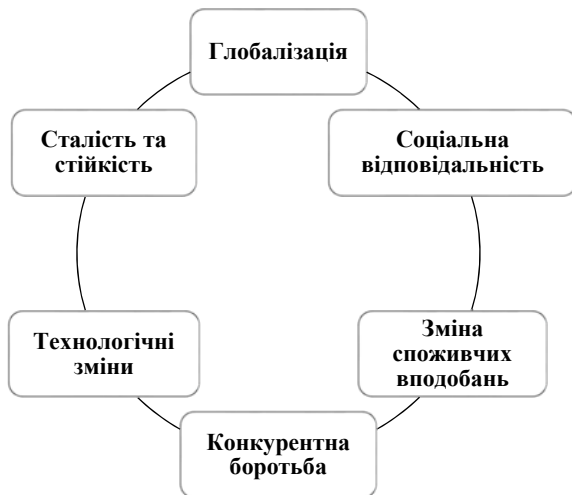 Глобалізація
Соціальна
відповідальність
Зміна
споживчих
вподобань
Конкурентна
боротьба
Технологічні
зміни
Сталість та
стійкість